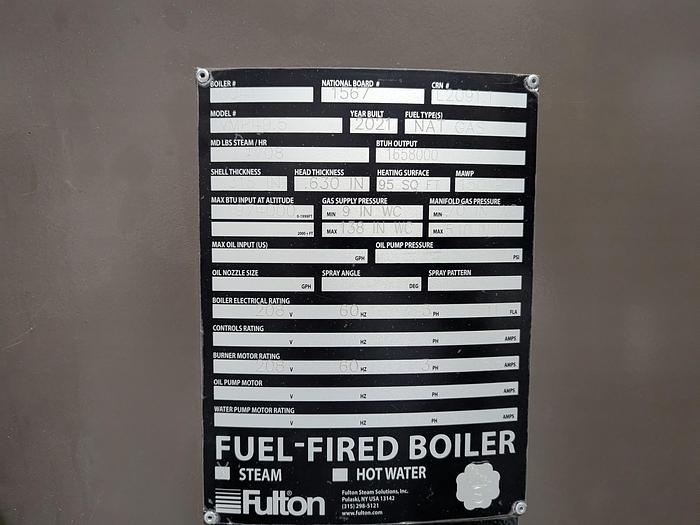 BOILER # NATIONAL BOARD # CRN #
1567
MODEL # YEAR BUILT FUEL TYPE(S)
2021 NAT GAS
MD LBS STEAM / HR BTUH OUTPUT
1658000
SHELL THICKNESS HEAD THICKNESS HEATING SURFACE MAWP
IN .630 IN 95 SQ FT
MAX BTU INPUT AT ALTITUDE GAS SUPPLY PRESSURE MANIFOLD GAS PRESSURE
0-1999FT MIN 9 IN WC MIN
2000 + FT MAX 138 IN WC MAX
MAX OIL INPUT (US) OIL PUMP PRESSURE
GPH PSI
OIL NOZZLE SIZE SPRAY ANGLE SPRAY PATTERN
GPH DEG
BOILER ELECTRICAL RATING
208 V 60 HZ 3 PH FLA
CONTROLS RATING
V HZ PH AMPS
BURNER MOTOR RATING
208 V 60 HZ 3 PH AMPS
OIL PUMP MOTOR
V HZ PH AMPS
WATER PUMP MOTOR RATING
V HZ PH AMPS
FUEL-FIRED BOILER
STEAM HOT WATER
Fulton
Fulton Steam Solutions, Inc.
Pulaski, NY USA 13142
(315) 298-5121
www.fulton.com